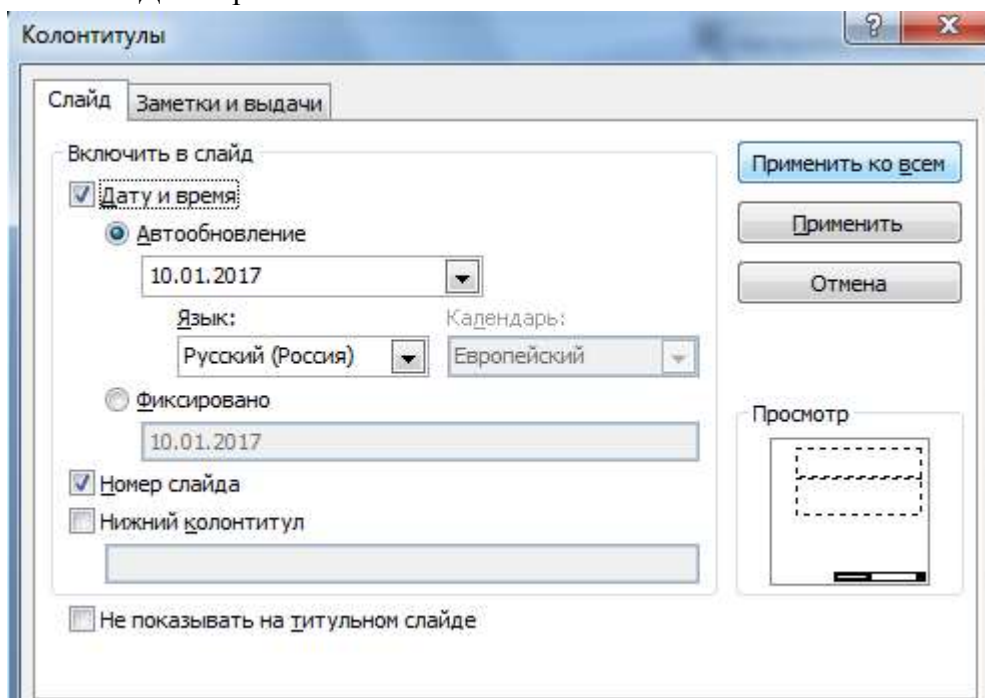 Колонтитулы
Слайд Заметки и выдачи
Включить в слайд
Применить ко всем
Дату и время
Применить
Автообновление
10.01.2017
Отмена
Язык: Календарь:
Русский (Россия) Европейский
Фиксировано
Просмотр
10.01.2017
Номер слайда
Нижний колонтитул
Не показывать на титульном слайде